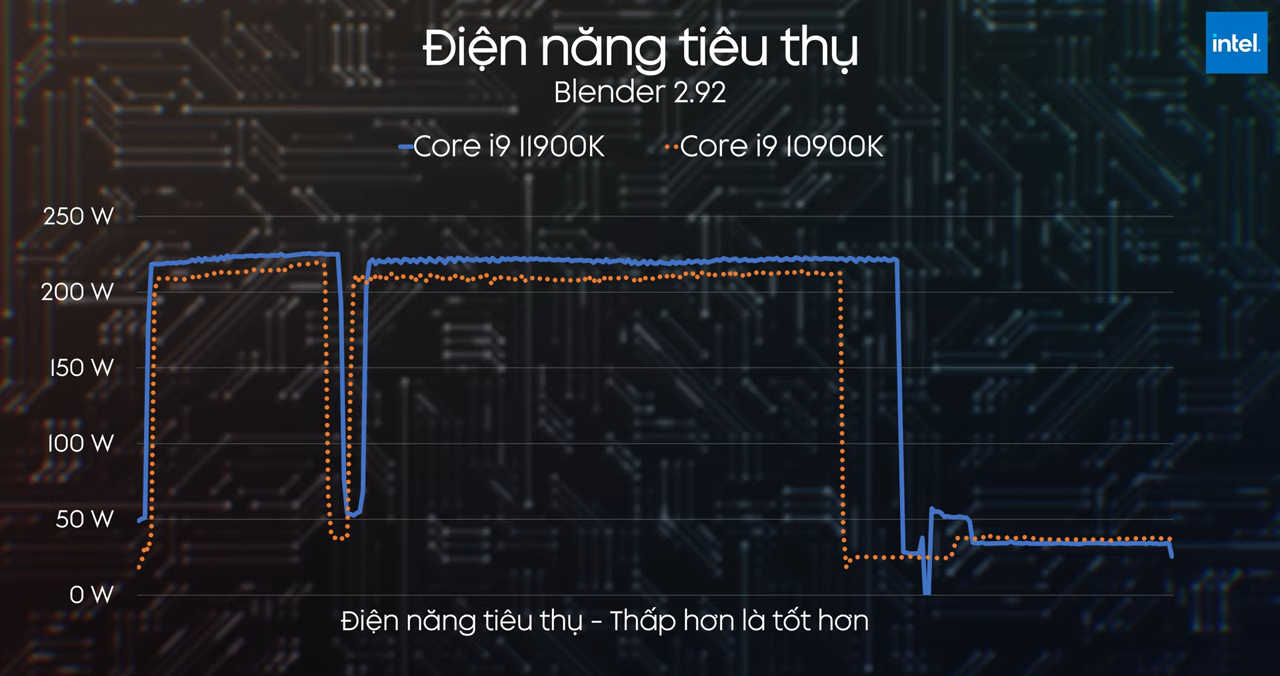 intel.
Điện năng tiêu thụ
Blender 2.92
Core i9 11900K
Core i9 10900K
250 W
200 W
150 W
100 W
50 W
0 W
Điện năng tiêu thụ - Thấp hơn là tốt hơn